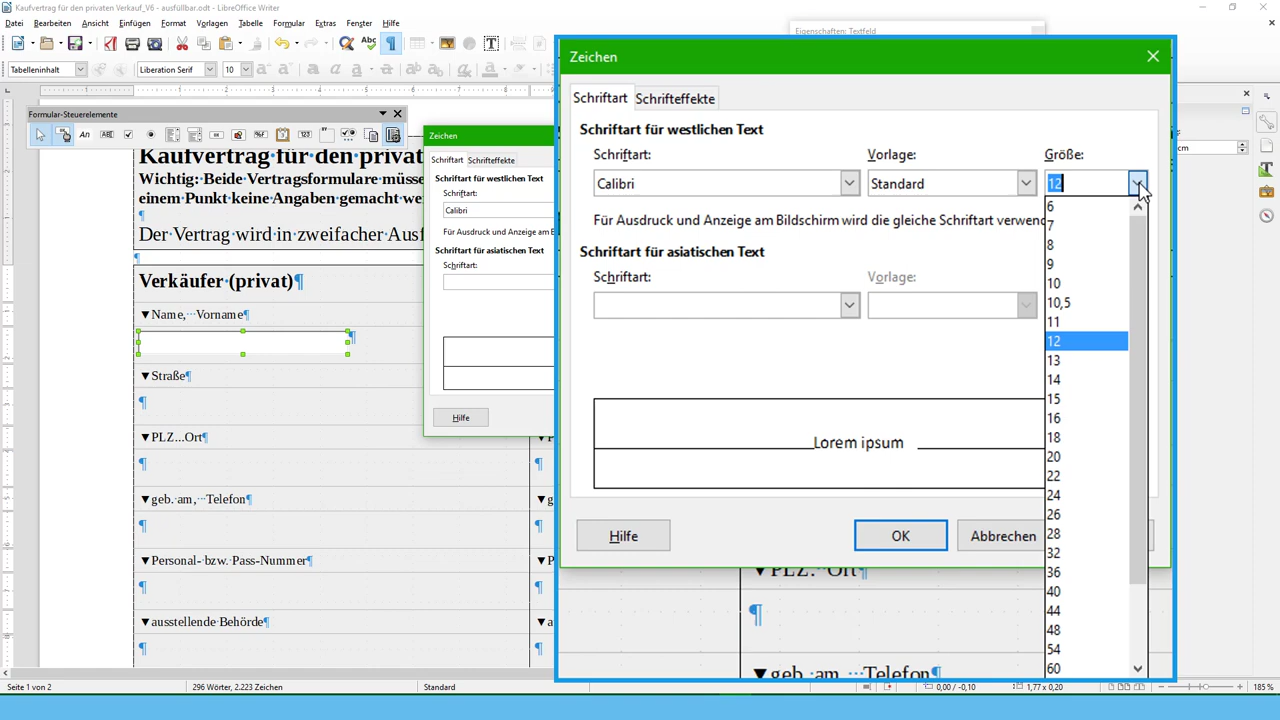 Kaufvertrag für den privaten Verkauf_V6 - ausfüllbar.odt - LibreOffice Writer
Datei Bearbeiten Ansicht Einfügen Format Vorlagen Tabelle Formular Extras Fenster Hilfe
Eigenschaften: Textfeld
Tabelleninhalt
Liberation Serif
10
Formular-Steuerelemente
Kaufvertrag·für·den·privat
Wichtig:·Beide·Vertragsformulare·müsse
einem·Punkt·keine·Angaben·gemacht·we
¶
Der·Vertrag·wird·in·zweifacher·Ausf
¶
Verkäufer·(privat)¶
▼Name,··Vorname¶
¶
▼Straße¶
¶
▼PLZ...Ort¶
¶
▼geb.·am,···Telefon¶
¶
▼Personal-·bzw.·Pass-Nummer¶
¶
▼ausstellende·Behörde¶
¶
Zeichen
Schriftart Schrifteffekte
Schriftart für westlichen Text
Schriftart:
Calibri
Für Ausdruck und Anzeige am B
Schriftart für asiatischen Text
Schriftart:
Hilfe
Zeichen
Schriftart Schrifteffekte
Schriftart für westlichen Text
Schriftart: Vorlage: Größe:
Calibri Standard 12
Für Ausdruck und Anzeige am Bildschirm wird die gleiche Schriftart verwend
Schriftart für asiatischen Text
Schriftart: Vorlage:
6
7
8
9
10
10,5
11
12
13
14
15
16
18
20
22
24
26
28
32
36
40
44
48
54
60
Lorem ipsum
Hilfe OK Abbrechen
▼PLZ.··Ort¶
¶
▼geb.·am,···Telefon¶
cm
Seite 1 von 2 296 Wörter, 2.223 Zeichen Standard 0,00 / -0,10 1,77 x 0,20 185 %